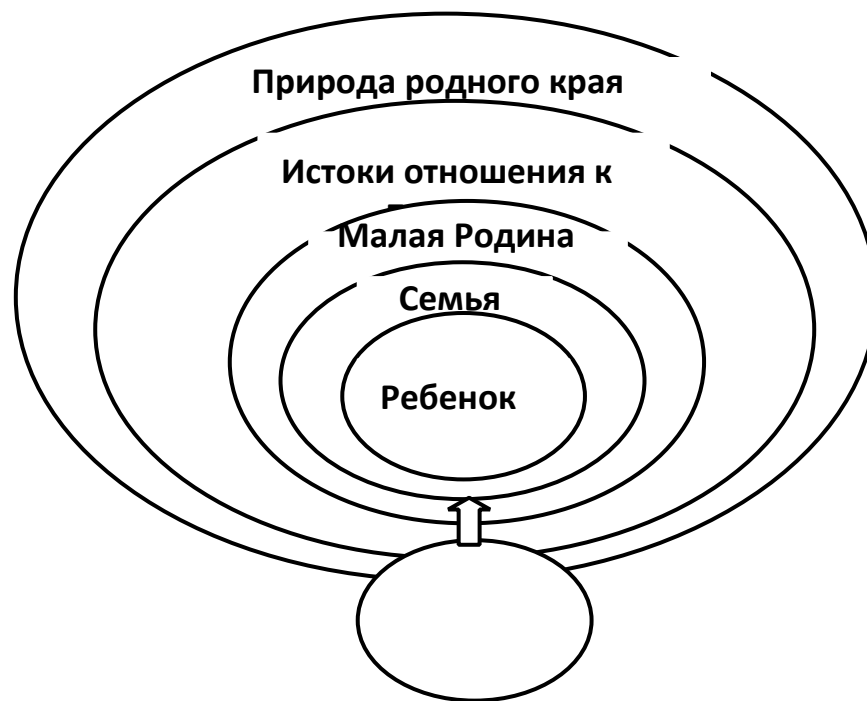 Природа родного края
Истоки отношения к
Малая Родина
Семья
Ребенок